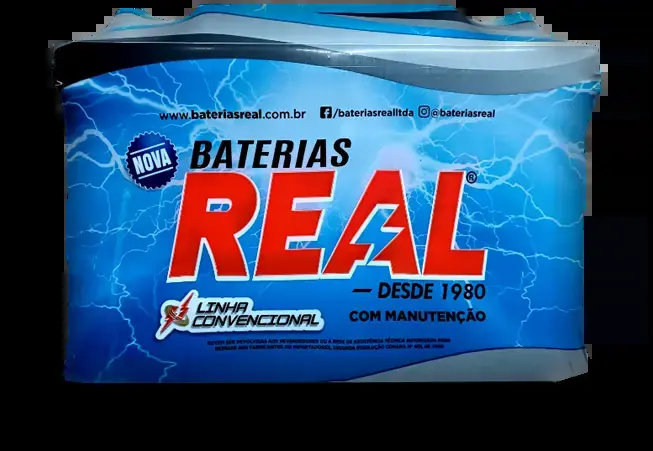 www.bateriasreal.com.br /bateriasrealltda @bateriasreal
NOVA
BATERIAS
REAL®
— DESDE 1980
LINHA
CONVENCIONAL
COM MANUTENÇÃO